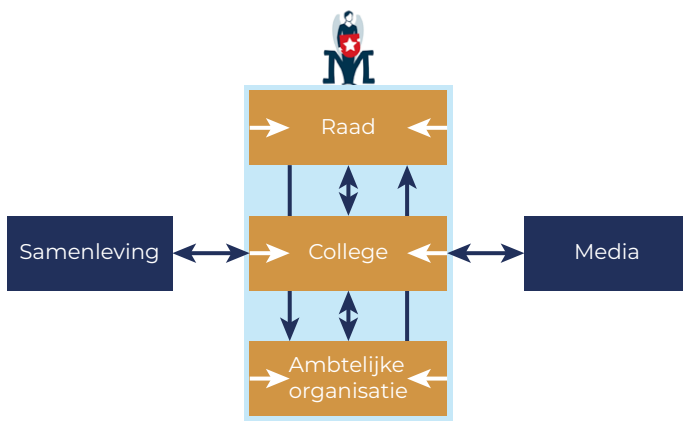 M
Raad
Samenleving
College
Media
Ambtelijke
organisatie